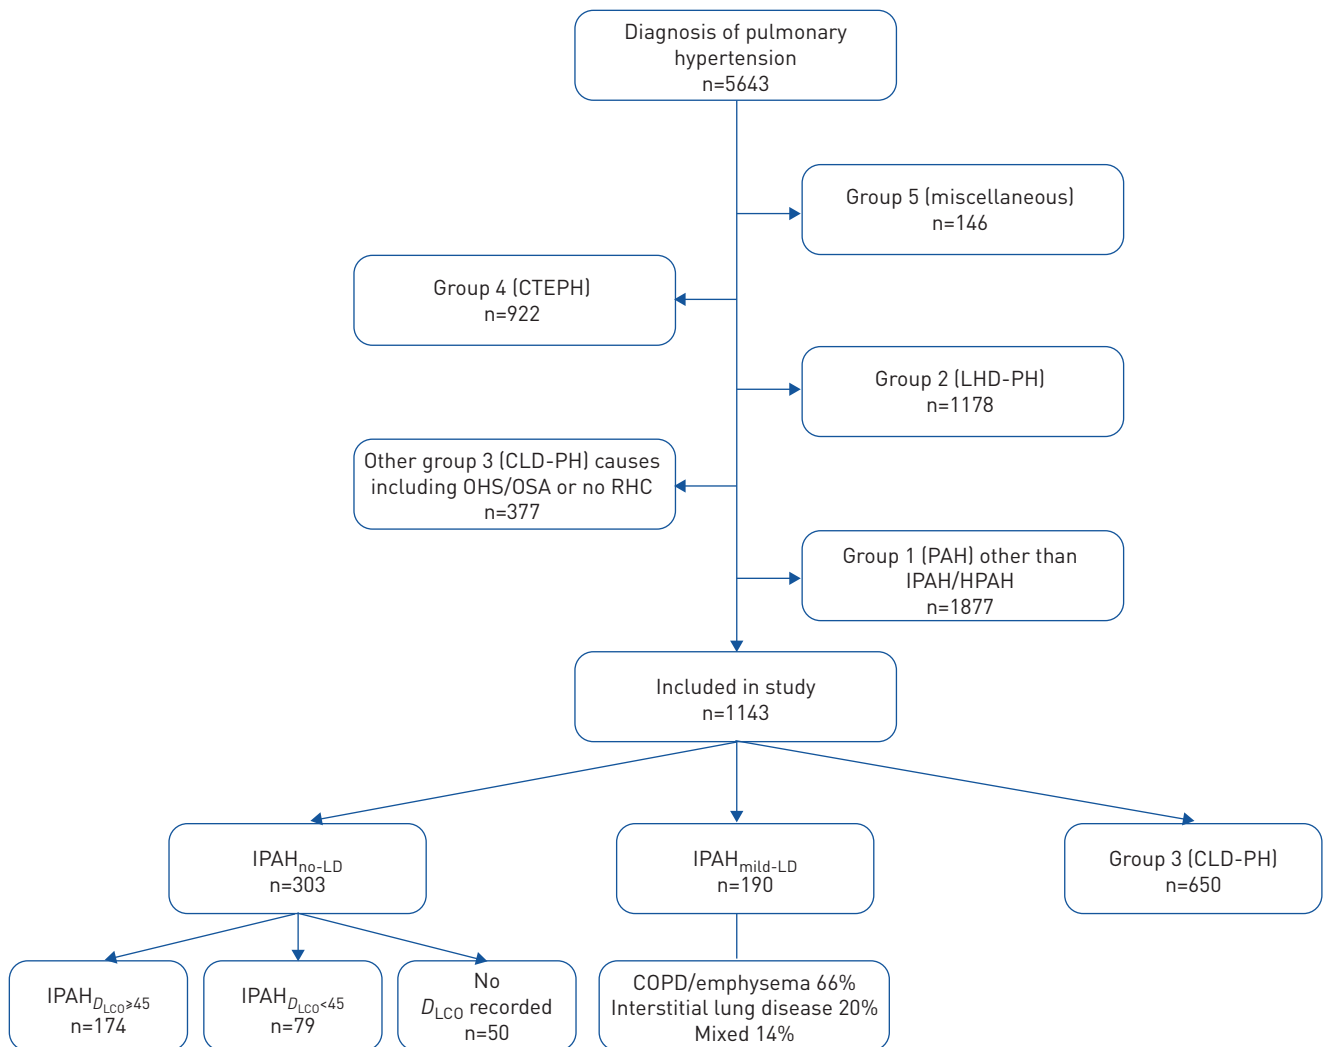 Diagnosis of pulmonary
hypertension
n=5643
Group 5 (miscellaneous)
n=146
Group 4 (CTEPH)
n=922
Group 2 (LHD-PH)
n=1178
Other group 3 (CLD-PH) causes
including OHS/OSA or no RHC
n=377
Group 1 (PAH) other than
IPAH/HPAH
n=1877
Included in study
n=1143
IPAHno-LD
n=303
IPAHmild-LD
n=190
Group 3 (CLD-PH)
n=650
IPAHDLCO≥45
n=174
IPAHDLCO<45
n=79
No
DLCO recorded
n=50
COPD/emphysema 66%
Interstitial lung disease 20%
Mixed 14%